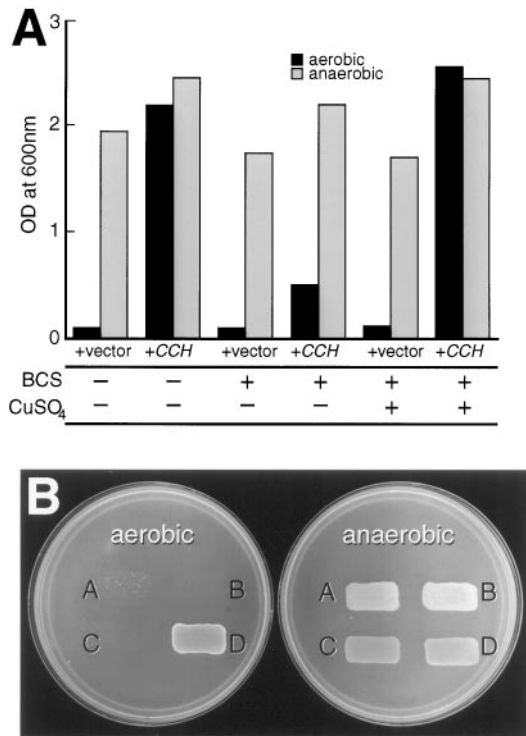 A
3
aerobic
anaerobic
2
OD at 600nm
1
0
+vector +CCH +vector +CCH +vector +CCH
BCS − − + + + +
CuSO4 − − − − + +
B
aerobic anaerobic
A B A B
C D C D